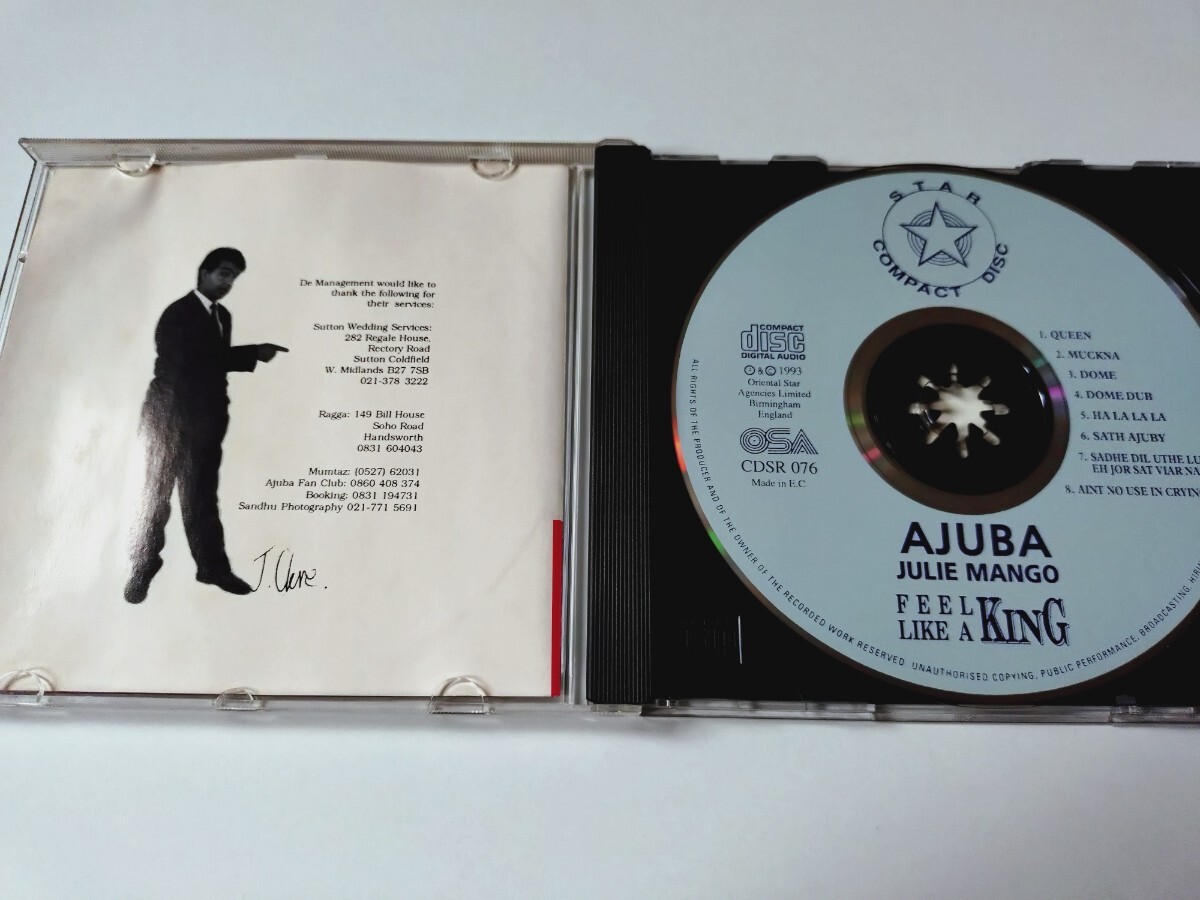 De Management would like to
thank the following for
their services:
Sutton Wedding Services:
282 Regale House,
Rectory Road
Sutton Coldfield
W. Midlands B27 7SB
021-378 3222
Ragga: 149 Bill House
Soho Road
Handsworth
0831 604043
Mumtaz: (0527) 62031
Ajuba Fan Club: 0860 408 374
Booking: 0831 194731
Sandhu Photography 021-771 5691
STAR
COMPACT DISC
COMPACT
disc
DIGITAL AUDIO
Ⓟ & © 1993
Oriental Star
Agencies Limited
Birmingham
England
OSA
CDSR 076
Made in E.C
1. QUEEN
2. MUCKNA
3. DOME
4. DOME DUB
5. HA LA LA LA
6. SATH AJUBY
7. SADHE DIL UTHE
EH JOR SAT VIAR
8. AINT NO USE IN
AJUBA
JULIE MANGO
FEEL
LIKE A KING
ALL RIGHTS OF THE PRODUCER AND OF THE OWNER OF THE RECORDED WORK RESERVED. UNAUTHORISED COPYING, PUBLIC PERFORMANCE, BROADCASTING,